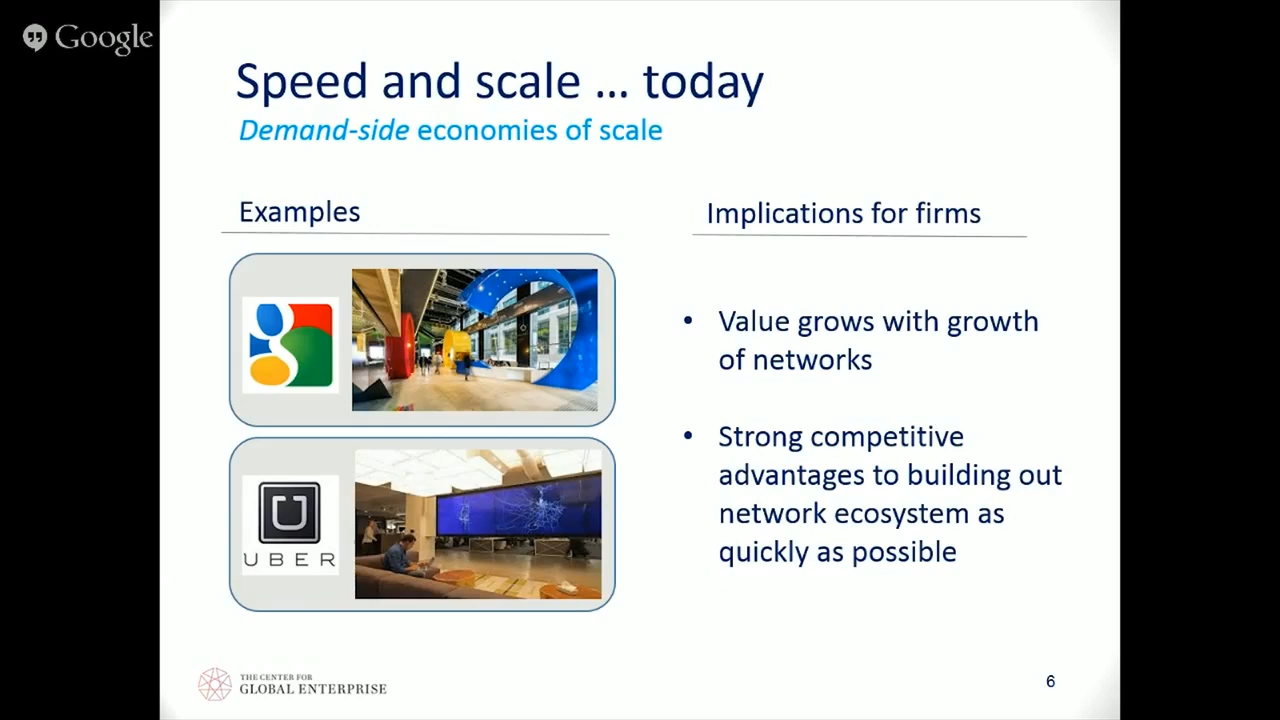 Google
Speed and scale ... today
Demand-side economies of scale
Examples
Implications for firms
Value grows with growth
of networks
Strong competitive
advantages to building out
network ecosystem as
quickly as possible
g
U
UBER
THE CENTER FOR
GLOBAL ENTERPRISE
6